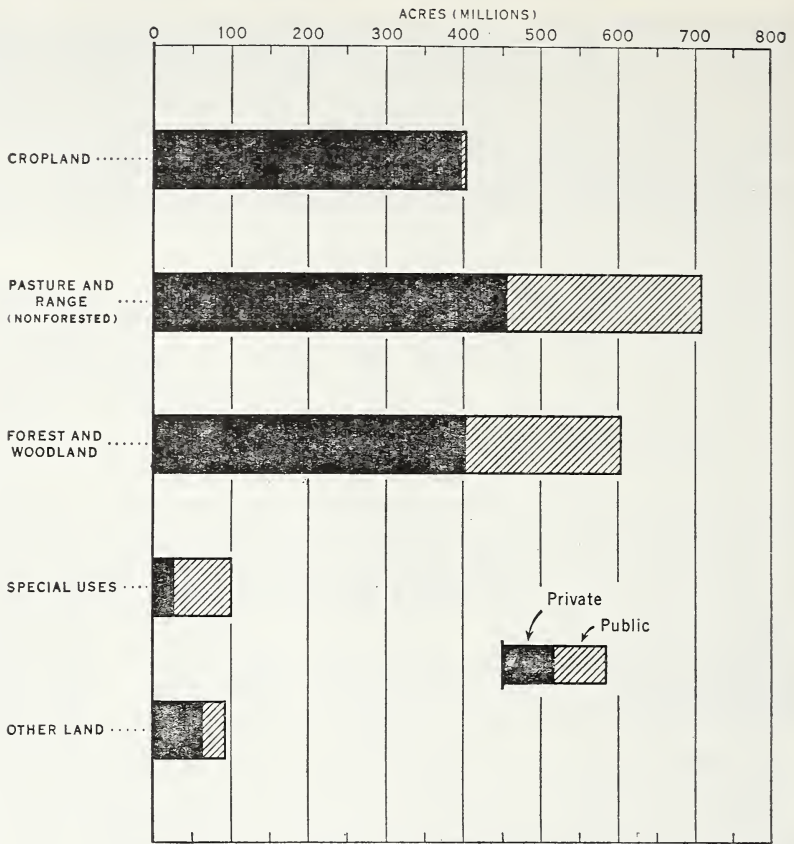 ACRES (MILLIONS)
0 100 200 300 400 500 600 700 800
CROPLAND
PASTURE AND
RANGE
(NONFORESTED)
FOREST AND
WOODLAND
SPECIAL USES
Private
Public
OTHER LAND